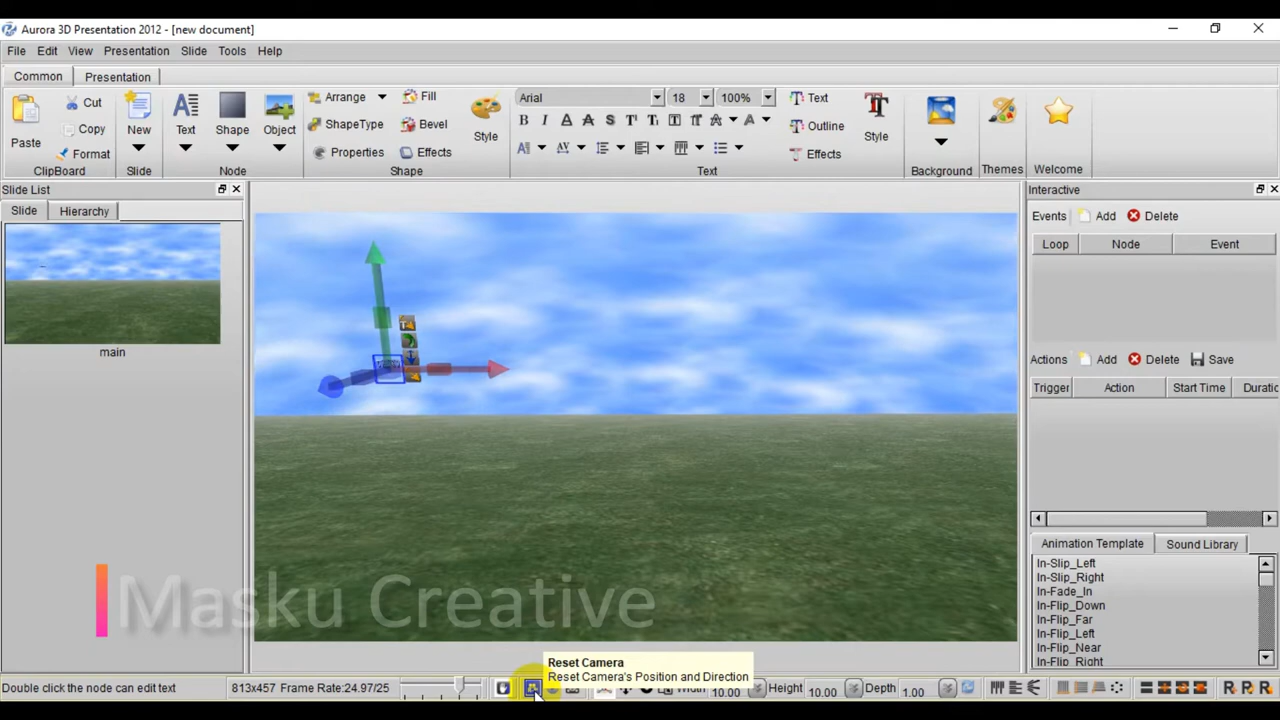 Aurora 3D Presentation 2012 - [new document]
File Edit View Presentation Slide Tools Help
Common Presentation
Paste Cut Copy Format ClipBoard
New Slide
Text Shape Object Node
Arrange ShapeType Properties Fill Bevel Effects Style Shape
Arial 18 100% Text Outline Effects Style
B I A A S
Text
Background
Themes
Welcome
Slide List
Slide Hierarchy
main
Interactive
Events Add Delete
Loop Node Event
Actions Add Delete Save
Trigger Action Start Time Duratic
Animation Template Sound Library
In-Slip_Left
In-Slip_Right
In-Fade_In
In-Flip_Down
In-Flip_Far
In-Flip_Left
In-Flip_Near
In-Flip_Right
Masku Creative
Reset Camera
Reset Camera's Position and Direction
Double click the node can edit text 813x457 Frame Rate:24.97/25 Width 10.00 Height 10.00 Depth 1.00